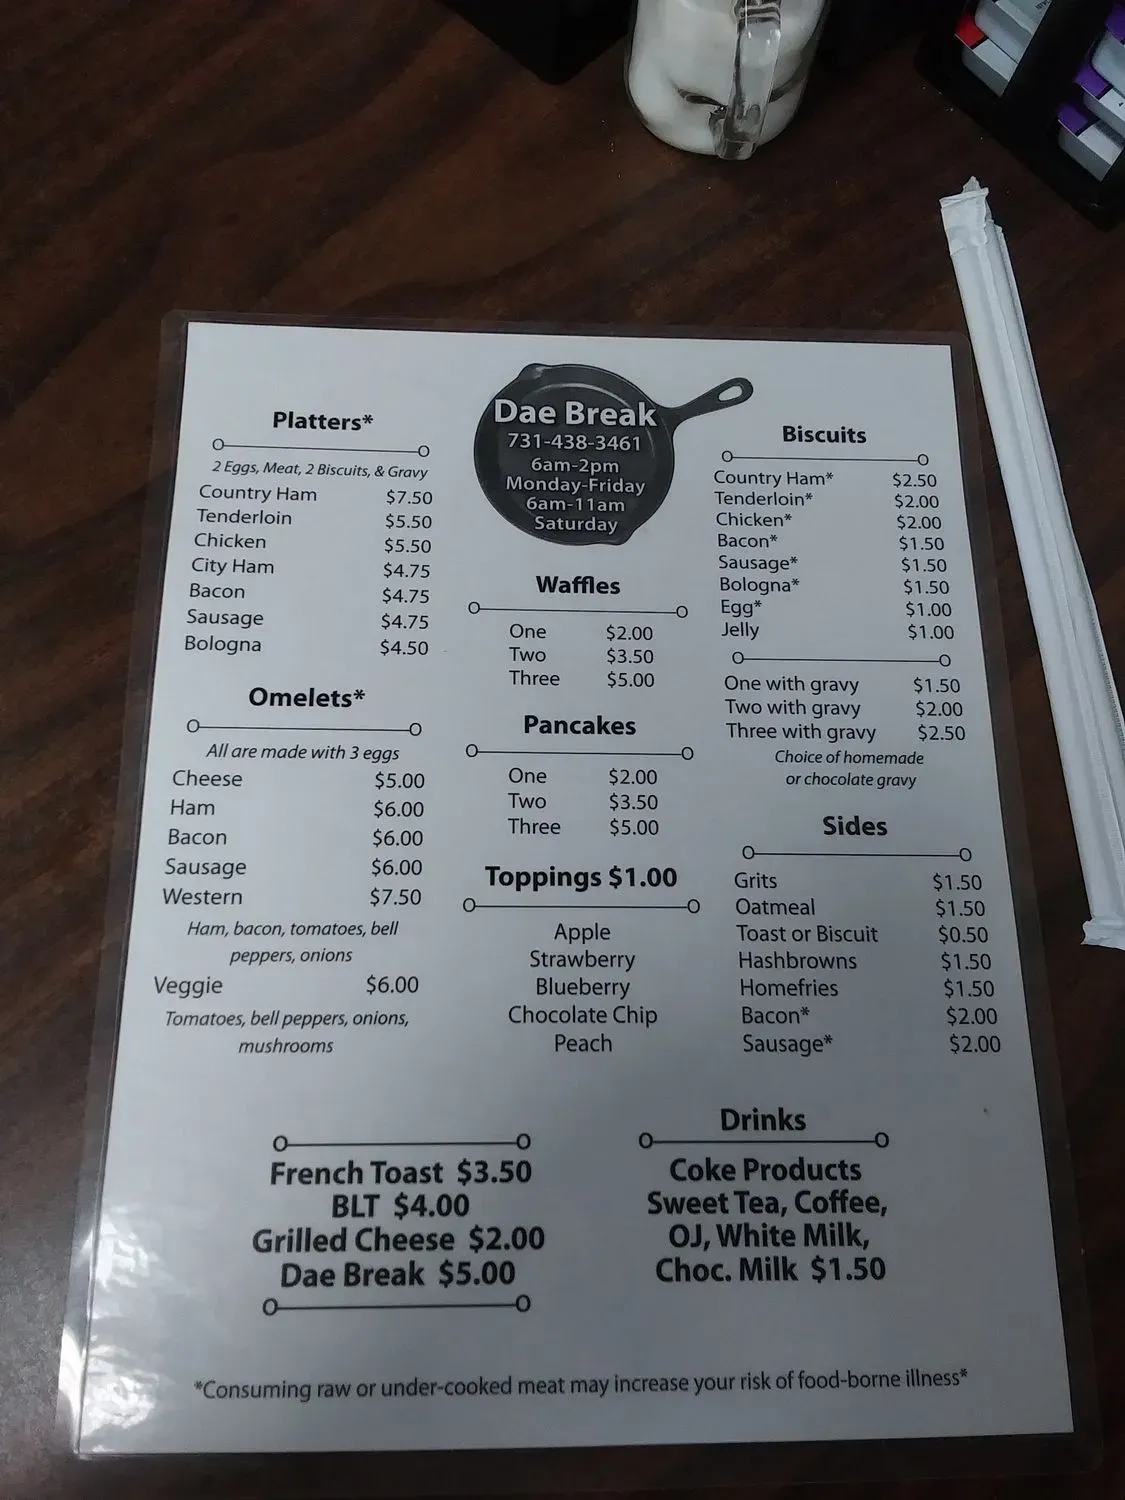 Dae Break
731-438-3461
6am-2pm
Monday-Friday
6am-11am
Saturday
Platters*
2 Eggs, Meat, 2 Biscuits, & Gravy
Country Ham $7.50
Tenderloin $5.50
Chicken $5.50
City Ham $4.75
Bacon $4.75
Sausage $4.75
Bologna $4.50
Omelets*
All are made with 3 eggs
Cheese $5.00
Ham $6.00
Bacon $6.00
Sausage $6.00
Western $7.50
Ham, bacon, tomatoes, bell
peppers, onions
Veggie $6.00
Tomatoes, bell peppers, onions,
mushrooms
Waffles
One $2.00
Two $3.50
Three $5.00
Pancakes
One $2.00
Two $3.50
Three $5.00
Toppings $1.00
Apple
Strawberry
Blueberry
Chocolate Chip
Peach
Biscuits
Country Ham* $2.50
Tenderloin* $2.00
Chicken* $2.00
Bacon* $1.50
Sausage* $1.50
Bologna* $1.50
Egg* $1.00
Jelly $1.00
One with gravy $1.50
Two with gravy $2.00
Three with gravy $2.50
Choice of homemade
or chocolate gravy
Sides
Grits $1.50
Oatmeal $1.50
Toast or Biscuit $0.50
Hashbrowns $1.50
Homefries $1.50
Bacon* $2.00
Sausage* $2.00
French Toast $3.50
BLT $4.00
Grilled Cheese $2.00
Dae Break $5.00
Drinks
Coke Products
Sweet Tea, Coffee,
OJ, White Milk,
Choc. Milk $1.50
*Consuming raw or under-cooked meat may increase your risk of food-borne illness*